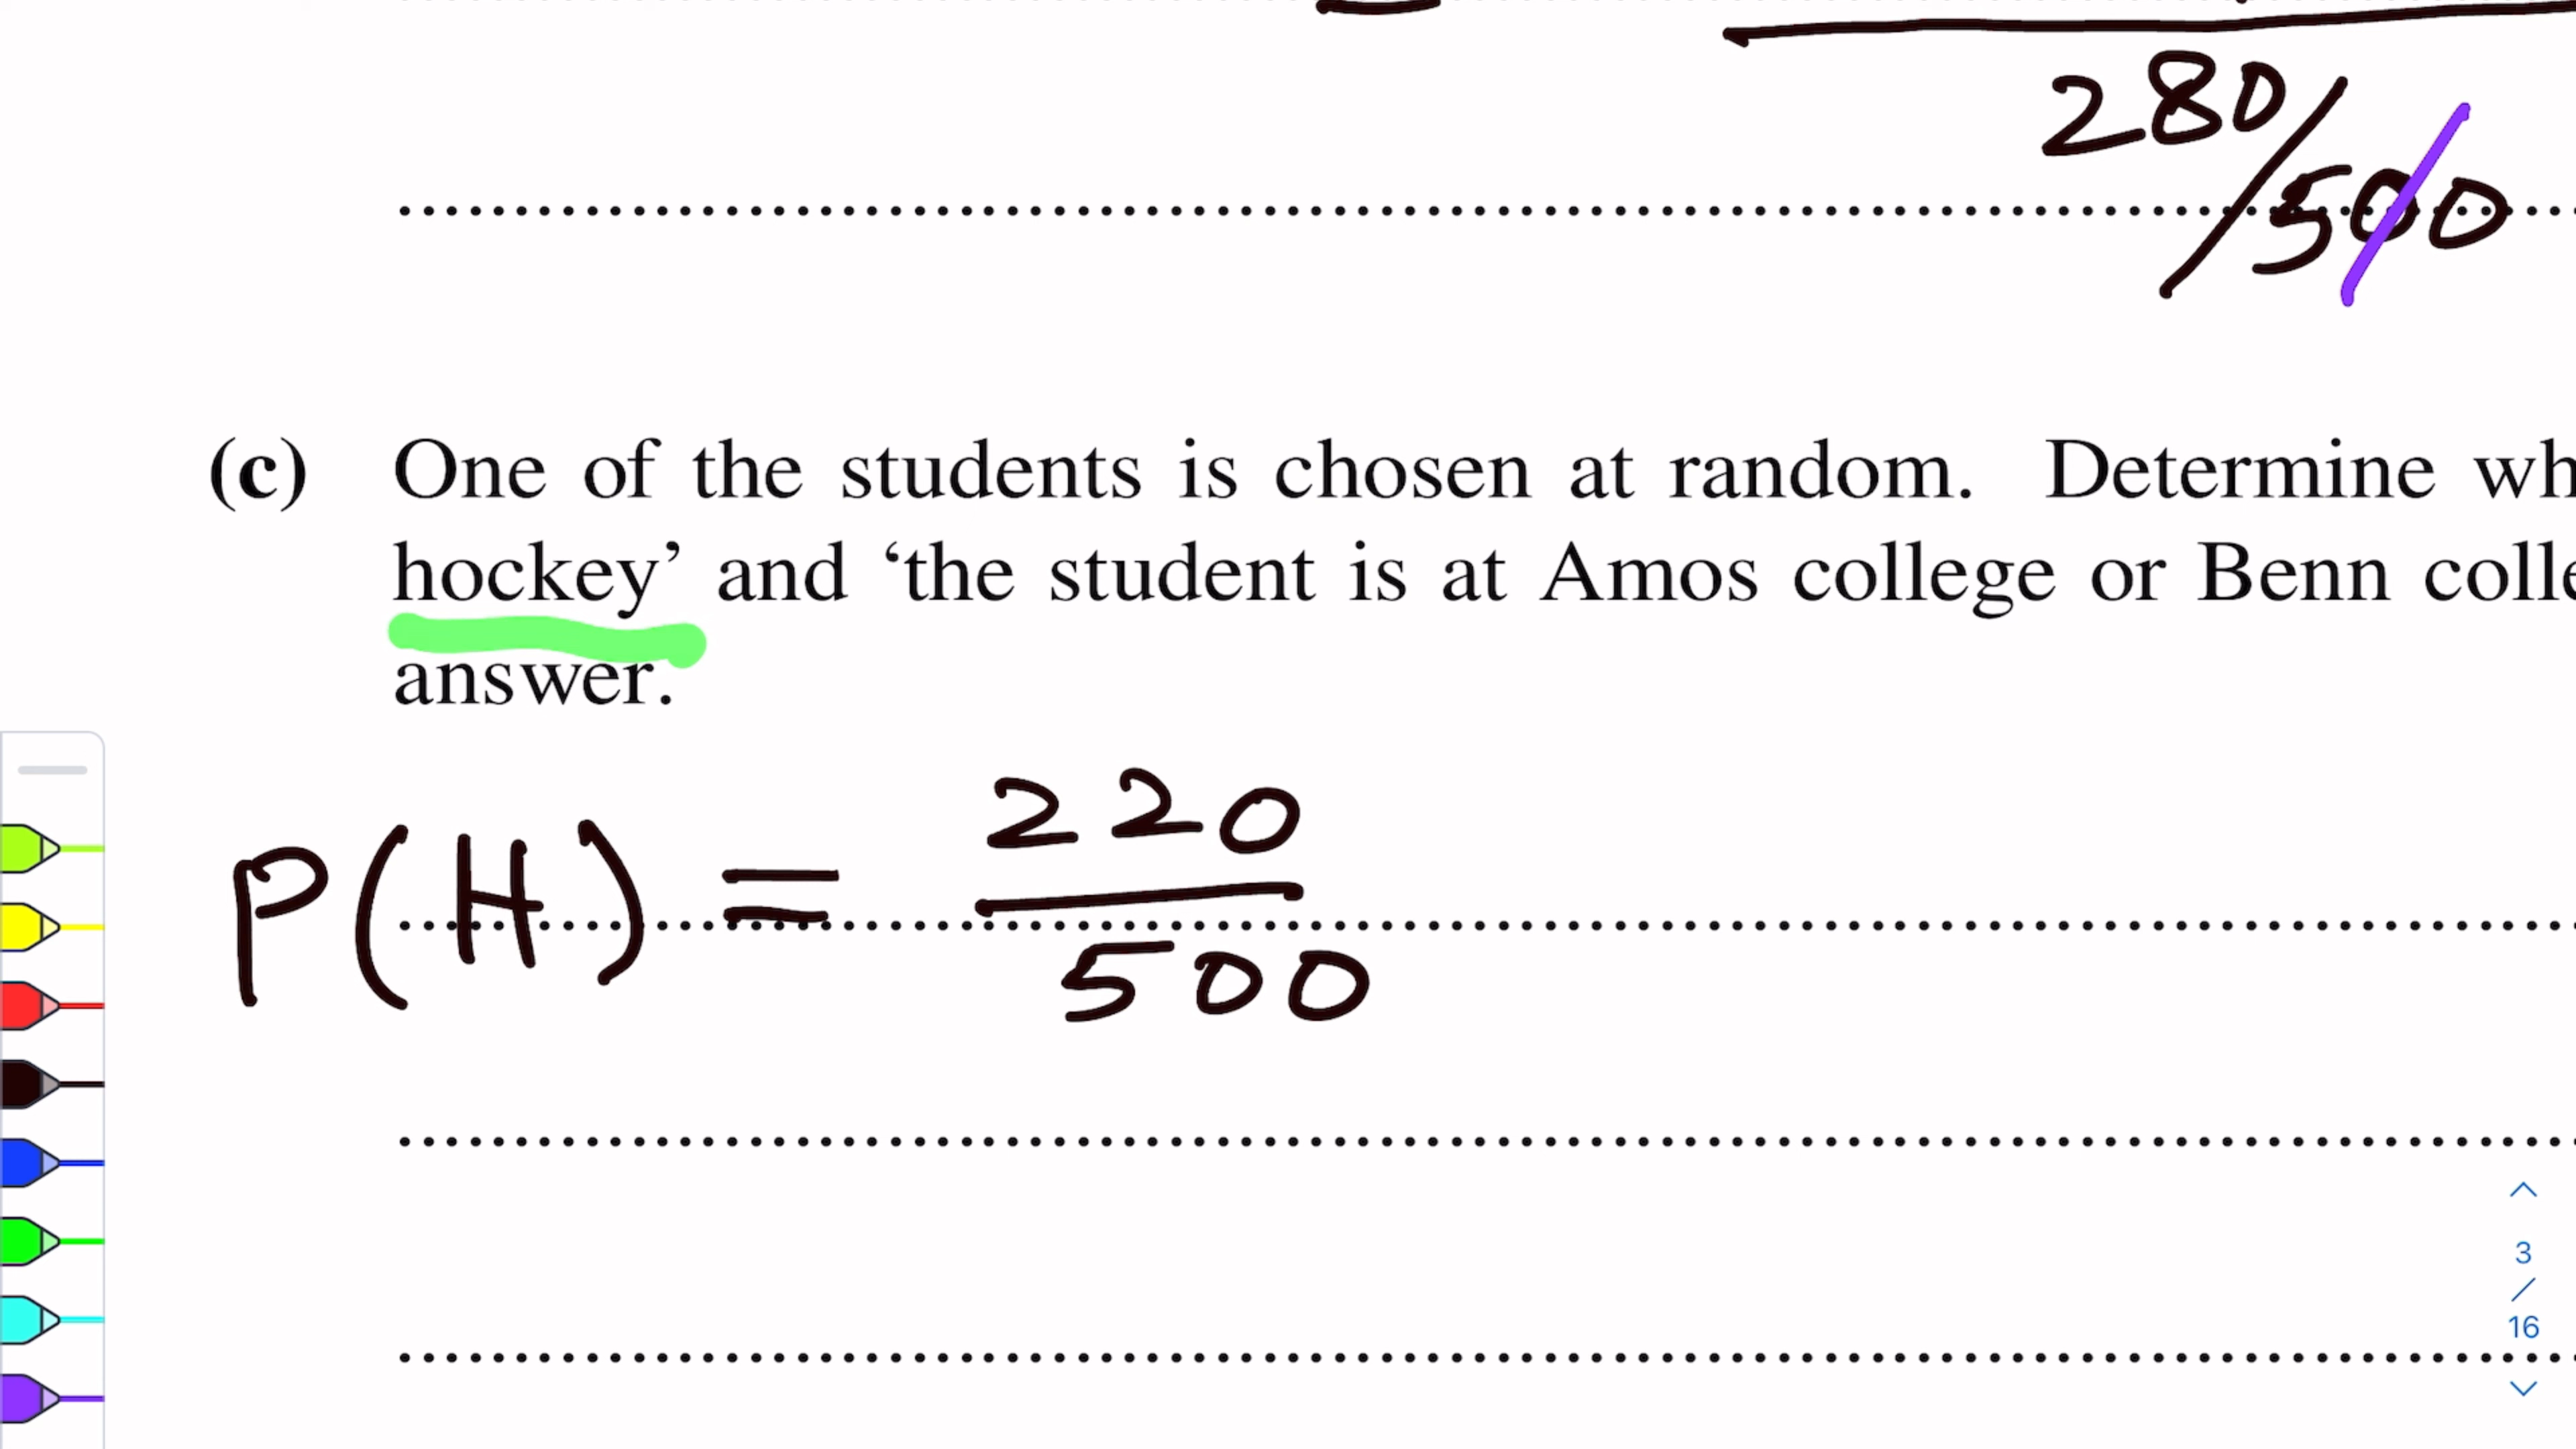 280/500
(c) One of the students is chosen at random. Determine wh
hockey’ and ‘the student is at Amos college or Benn colle
answer.
P(H) = 220/500
3
/
16